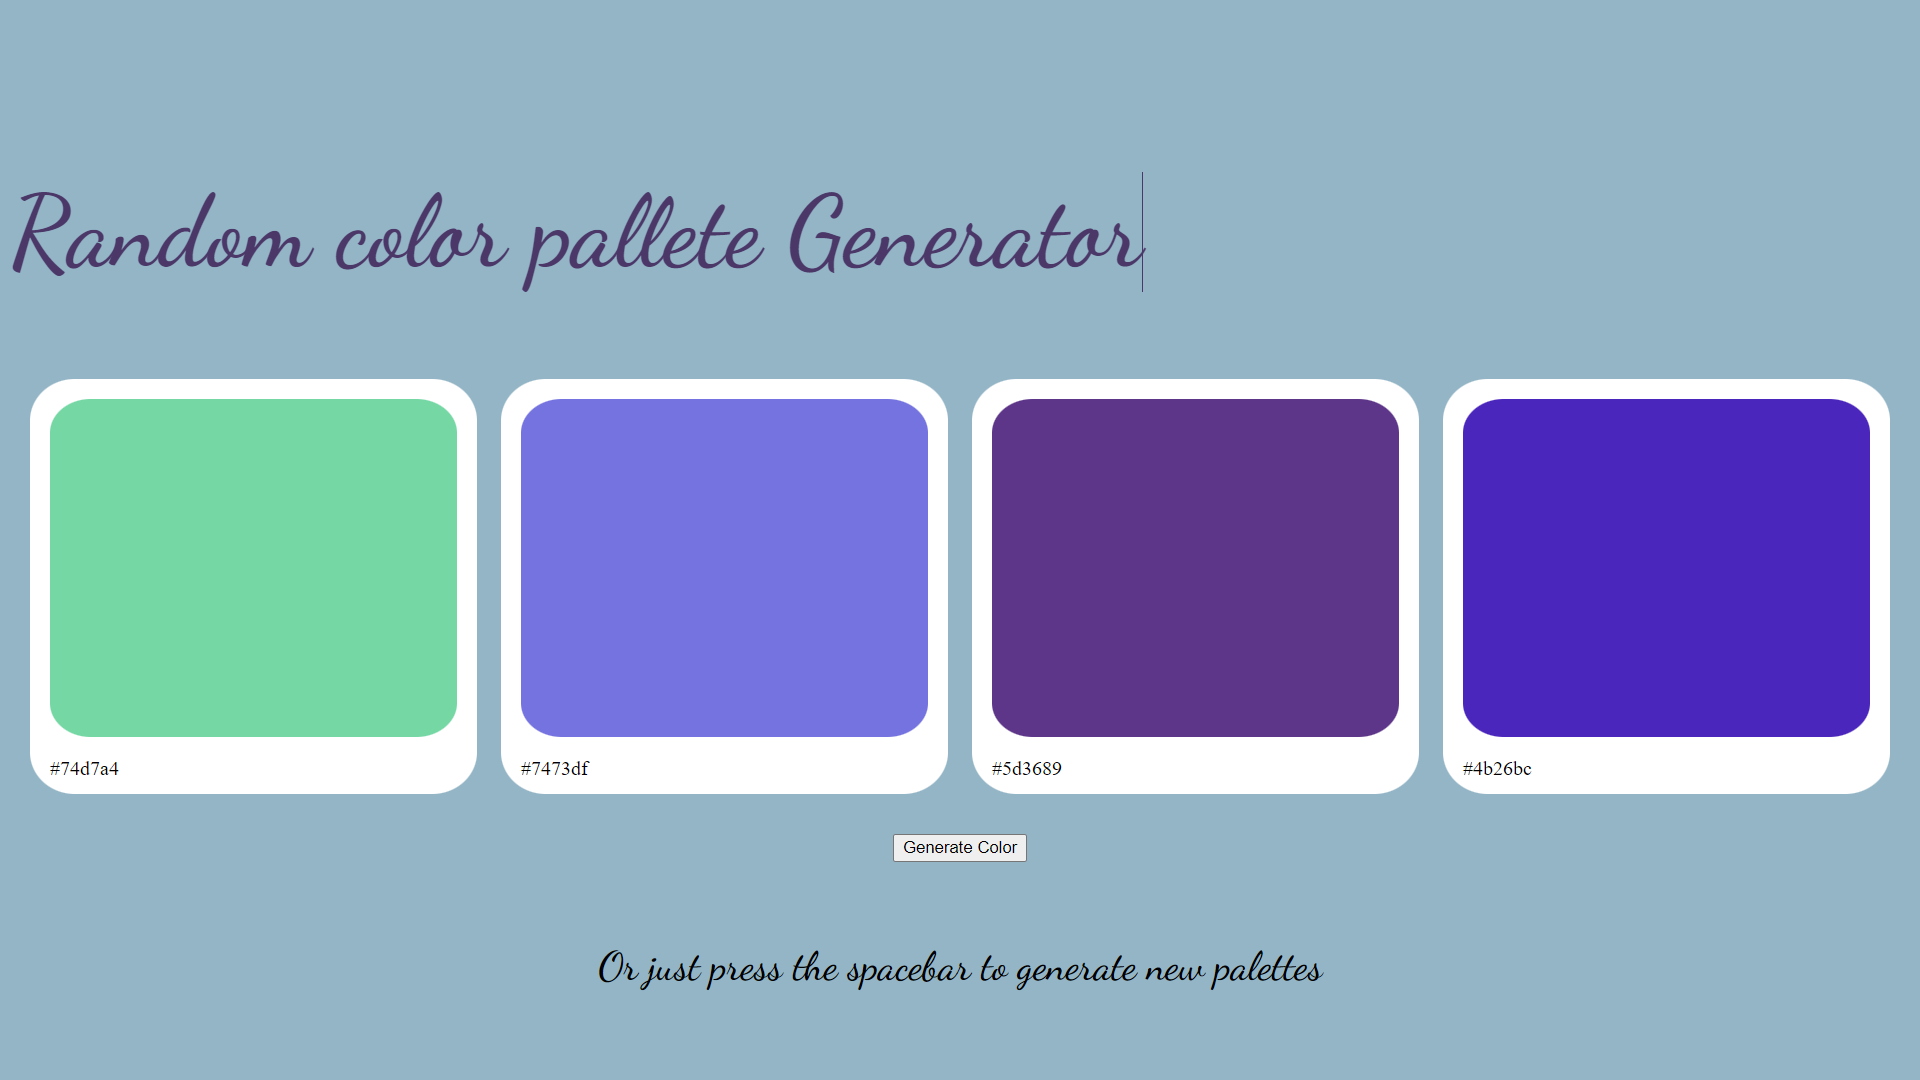 Random color pallete Generator
#74d7a4
#7473df
#5d3689
#4b26bc
Generate Color
Or just press the spacebar to generate new palettes